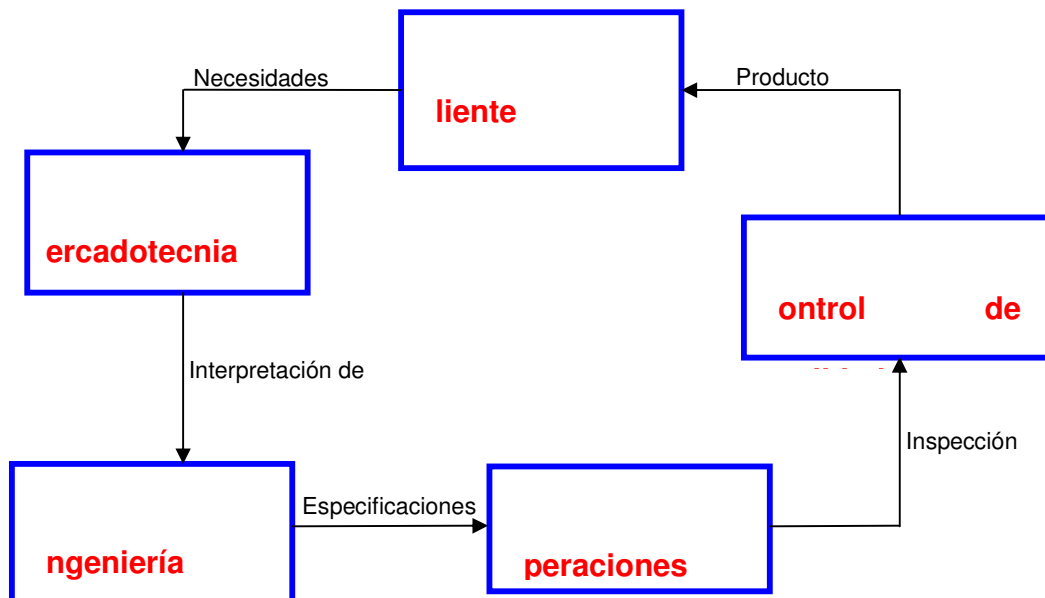 Necesidades
liente
Producto
ercadotecnia
ontrol de
Interpretación de
Inspección
Especificaciones
ngeniería
peraciones